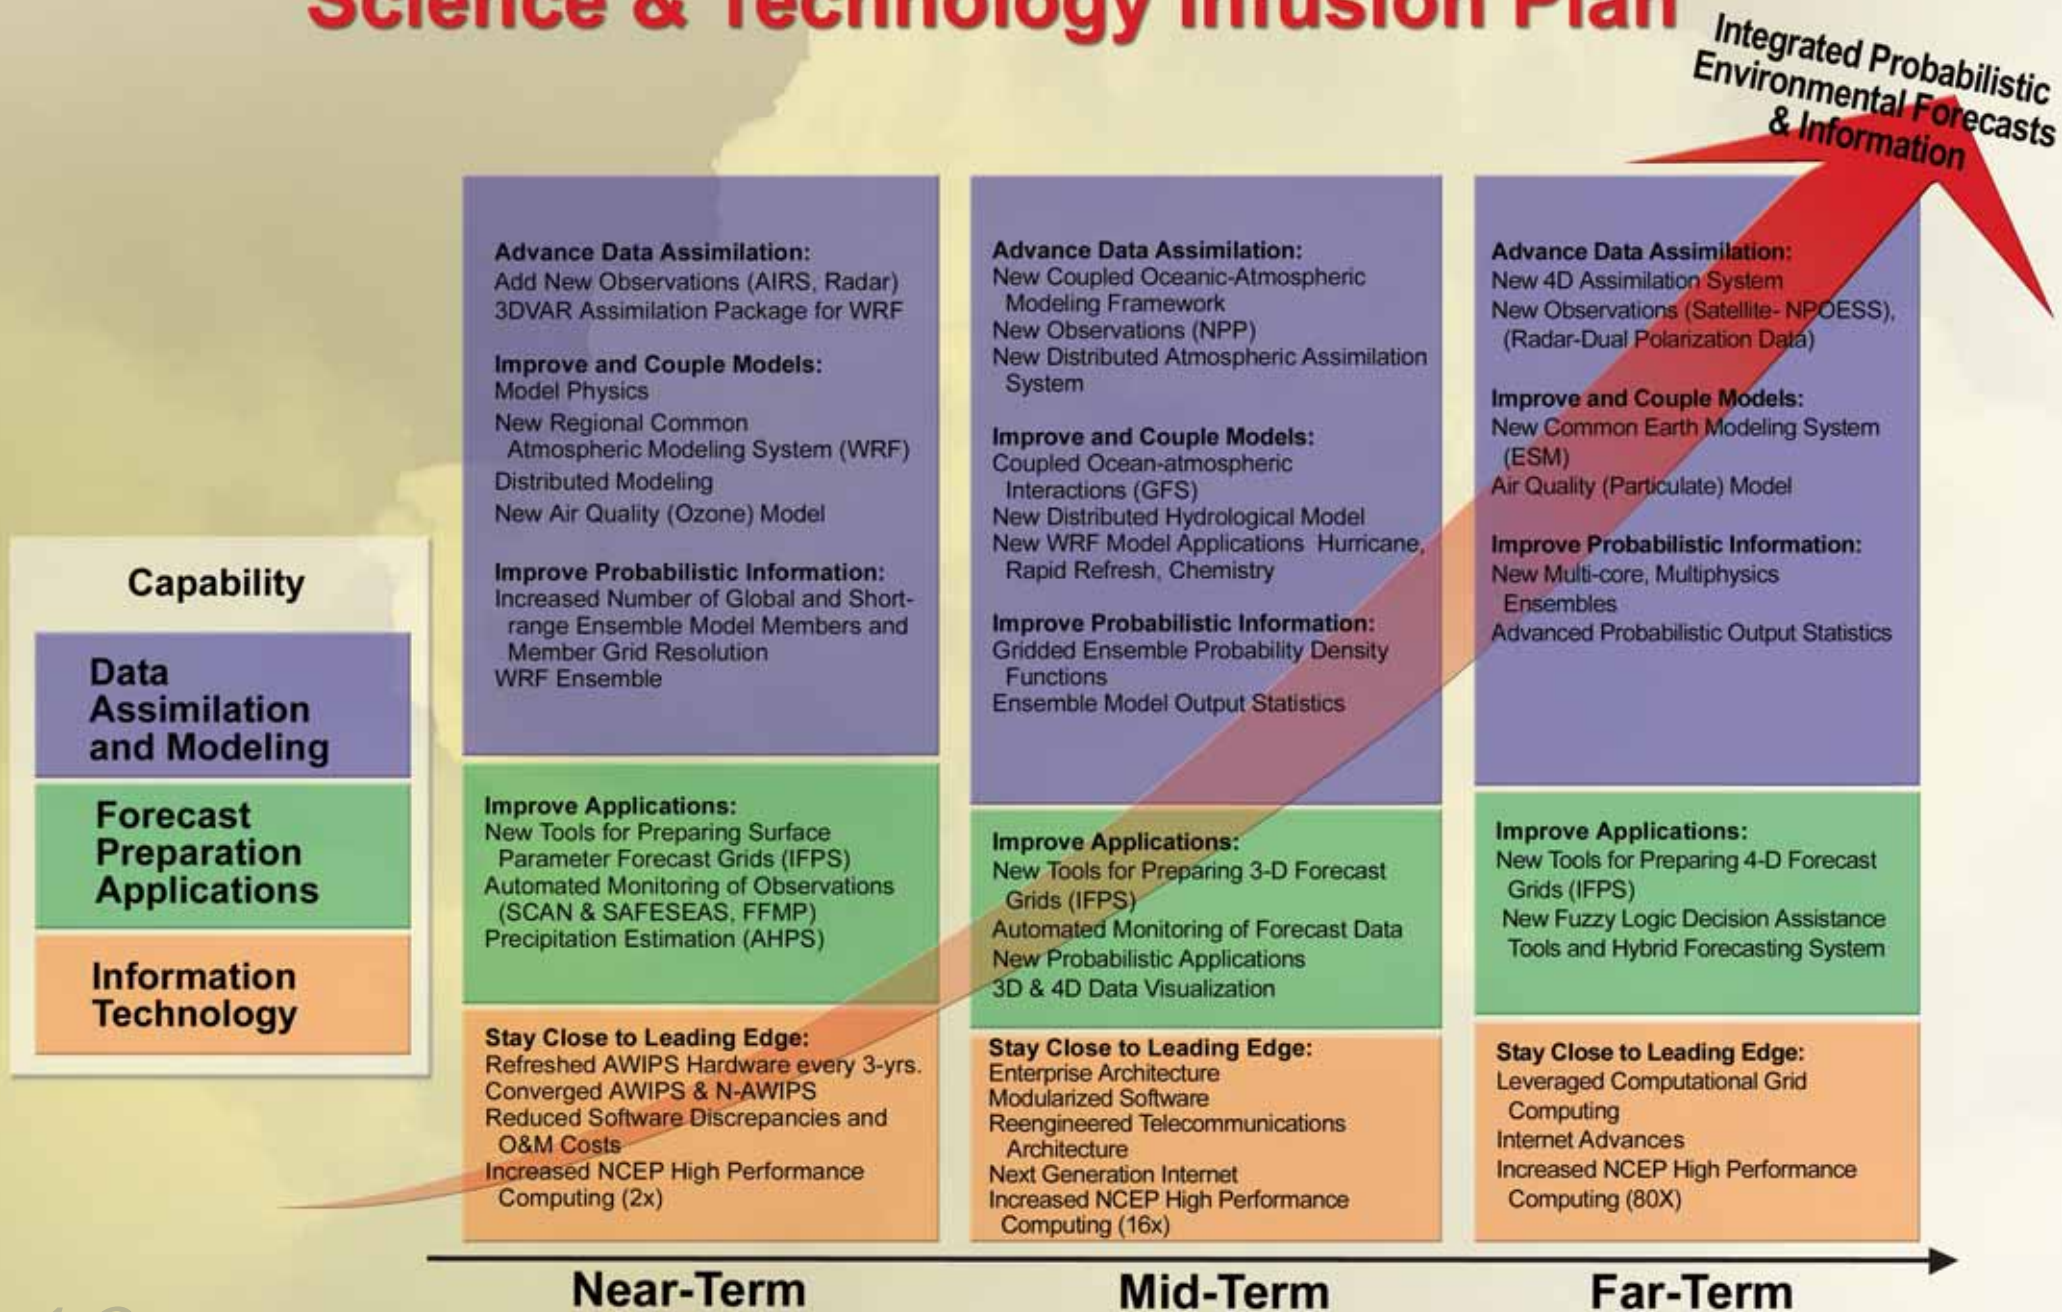 Science & Technology Infusion Plan
Integrated Probabilistic
Environmental Forecasts
& Information
Capability
Data
Assimilation
and Modeling
Forecast
Preparation
Applications
Information
Technology
Advance Data Assimilation:
Add New Observations (AIRS, Radar)
3DVAR Assimilation Package for WRF
Improve and Couple Models:
Model Physics
New Regional Common
Atmospheric Modeling System (WRF)
Distributed Modeling
New Air Quality (Ozone) Model
Improve Probabilistic Information:
Increased Number of Global and Short-
range Ensemble Model Members and
Member Grid Resolution
WRF Ensemble
Improve Applications:
New Tools for Preparing Surface
Parameter Forecast Grids (IFPS)
Automated Monitoring of Observations
(SCAN & SAFESEAS, FFMP)
Precipitation Estimation (AHPS)
Stay Close to Leading Edge:
Refreshed AWIPS Hardware every 3-yrs.
Converged AWIPS & N-AWIPS
Reduced Software Discrepancies and
O&M Costs
Increased NCEP High Performance
Computing (2x)
Advance Data Assimilation:
New Coupled Oceanic-Atmospheric
Modeling Framework
New Observations (NPP)
New Distributed Atmospheric Assimilation
System
Improve and Couple Models:
Coupled Ocean-atmospheric
Interactions (GFS)
New Distributed Hydrological Model
New WRF Model Applications Hurricane,
Rapid Refresh, Chemistry
Improve Probabilistic Information:
Gridded Ensemble Probability Density
Functions
Ensemble Model Output Statistics
Improve Applications:
New Tools for Preparing 3-D Forecast
Grids (IFPS)
Automated Monitoring of Forecast Data
New Probabilistic Applications
3D & 4D Data Visualization
Stay Close to Leading Edge:
Enterprise Architecture
Modularized Software
Reengineered Telecommunications
Architecture
Next Generation Internet
Increased NCEP High Performance
Computing (16x)
Advance Data Assimilation:
New 4D Assimilation System
New Observations (Satellite- NPOESS),
(Radar-Dual Polarization Data)
Improve and Couple Models:
New Common Earth Modeling System
(ESM)
Air Quality (Particulate) Model
Improve Probabilistic Information:
New Multi-core, Multiphysics
Ensembles
Advanced Probabilistic Output Statistics
Improve Applications:
New Tools for Preparing 4-D Forecast
Grids (IFPS)
New Fuzzy Logic Decision Assistance
Tools and Hybrid Forecasting System
Stay Close to Leading Edge:
Leveraged Computational Grid
Computing
Internet Advances
Increased NCEP High Performance
Computing (80X)
Near-Term
Mid-Term
Far-Term